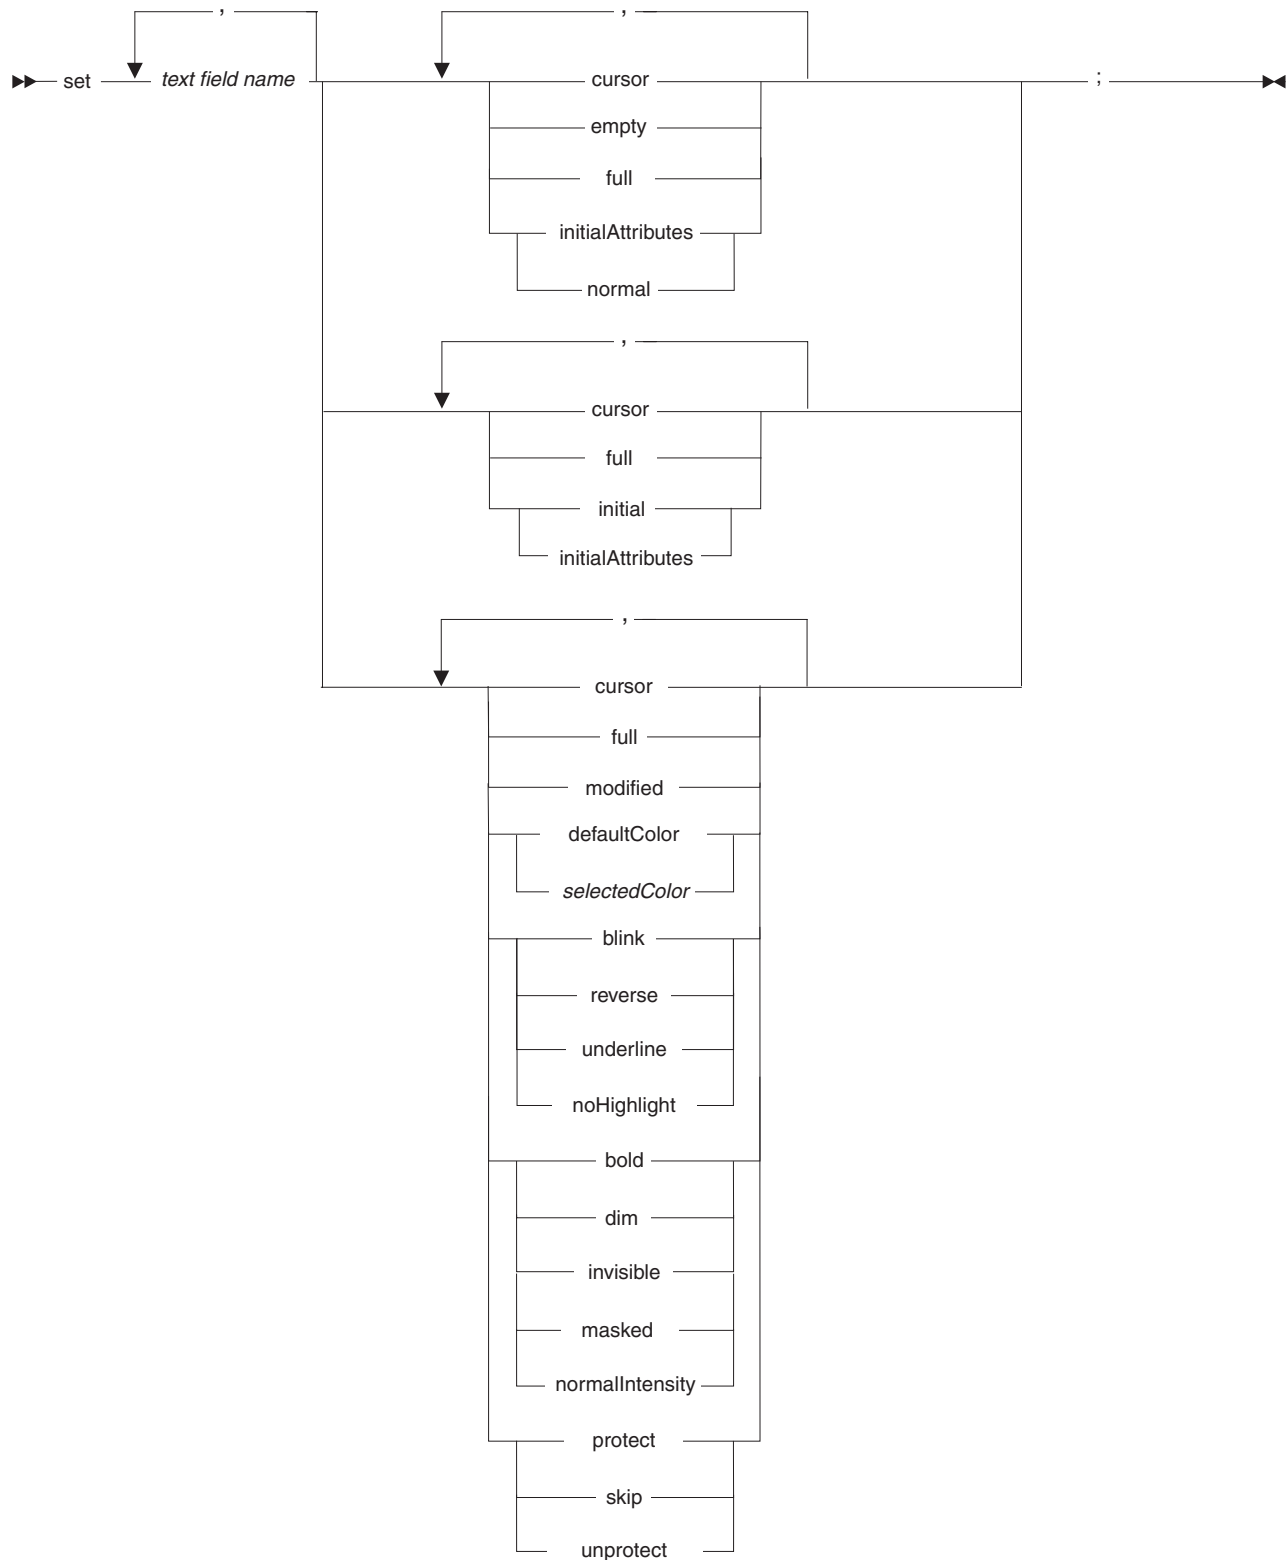 , ,
set text field name cursor ;
empty
full
initialAttributes
normal
,
cursor
full
initial
initialAttributes
,
cursor
full
modified
defaultColor
selectedColor
blink
reverse
underline
noHighlight
bold
dim
invisible
masked
normalIntensity
protect
skip
unprotect